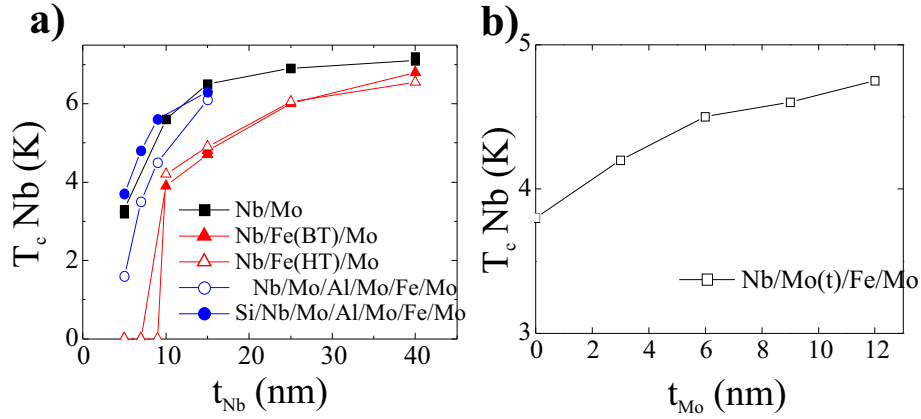 a)
T_c Nb (K)
6
4
2
0
0 10 20 30 40
t_Nb (nm)
Nb/Mo
Nb/Fe(BT)/Mo
Nb/Fe(HT)/Mo
Nb/Mo/Al/Mo/Fe/Mo
Si/Nb/Mo/Al/Mo/Fe/Mo
b)
T_c Nb (K)
5
4
3
0 2 4 6 8 10 12
t_Mo (nm)
Nb/Mo(t)/Fe/Mo